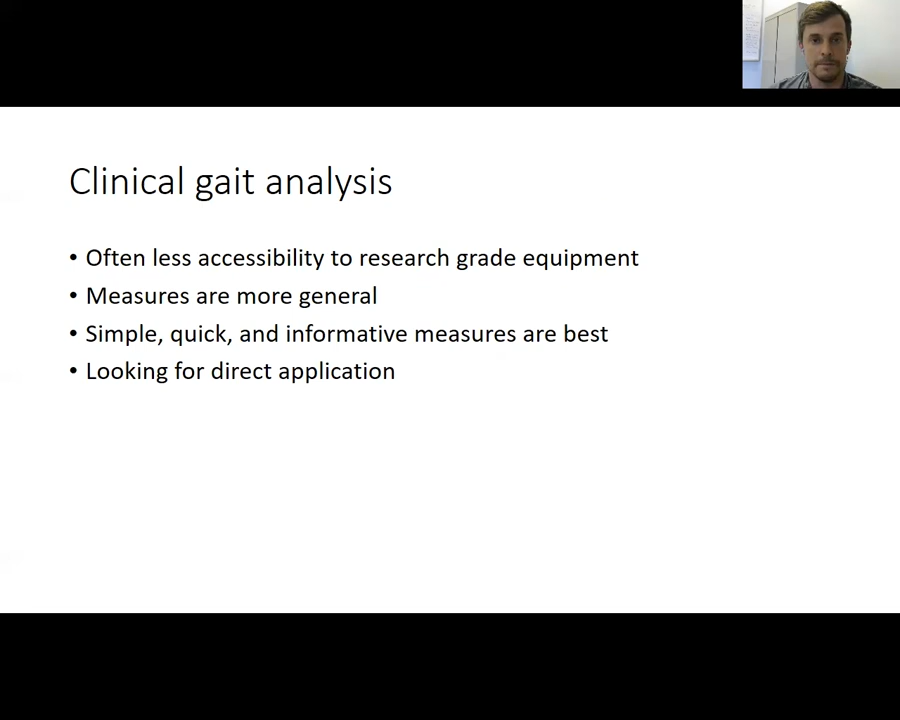 Clinical gait analysis
• Often less accessibility to research grade equipment
• Measures are more general
• Simple, quick, and informative measures are best
• Looking for direct application